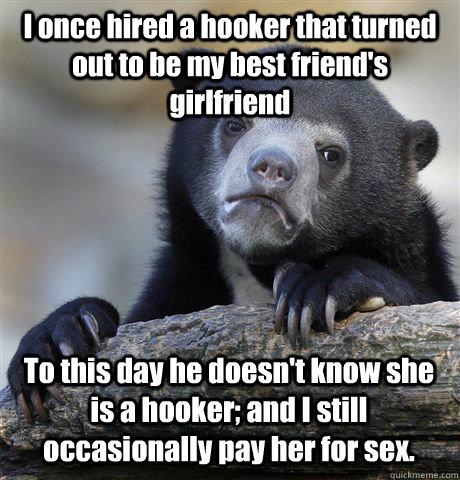 I once hired a hooker that turned
out to be my best friend's
girlfriend
To this day he doesn't know she
is a hooker; and I still
occasionally pay her for sex.
quickmeme.com